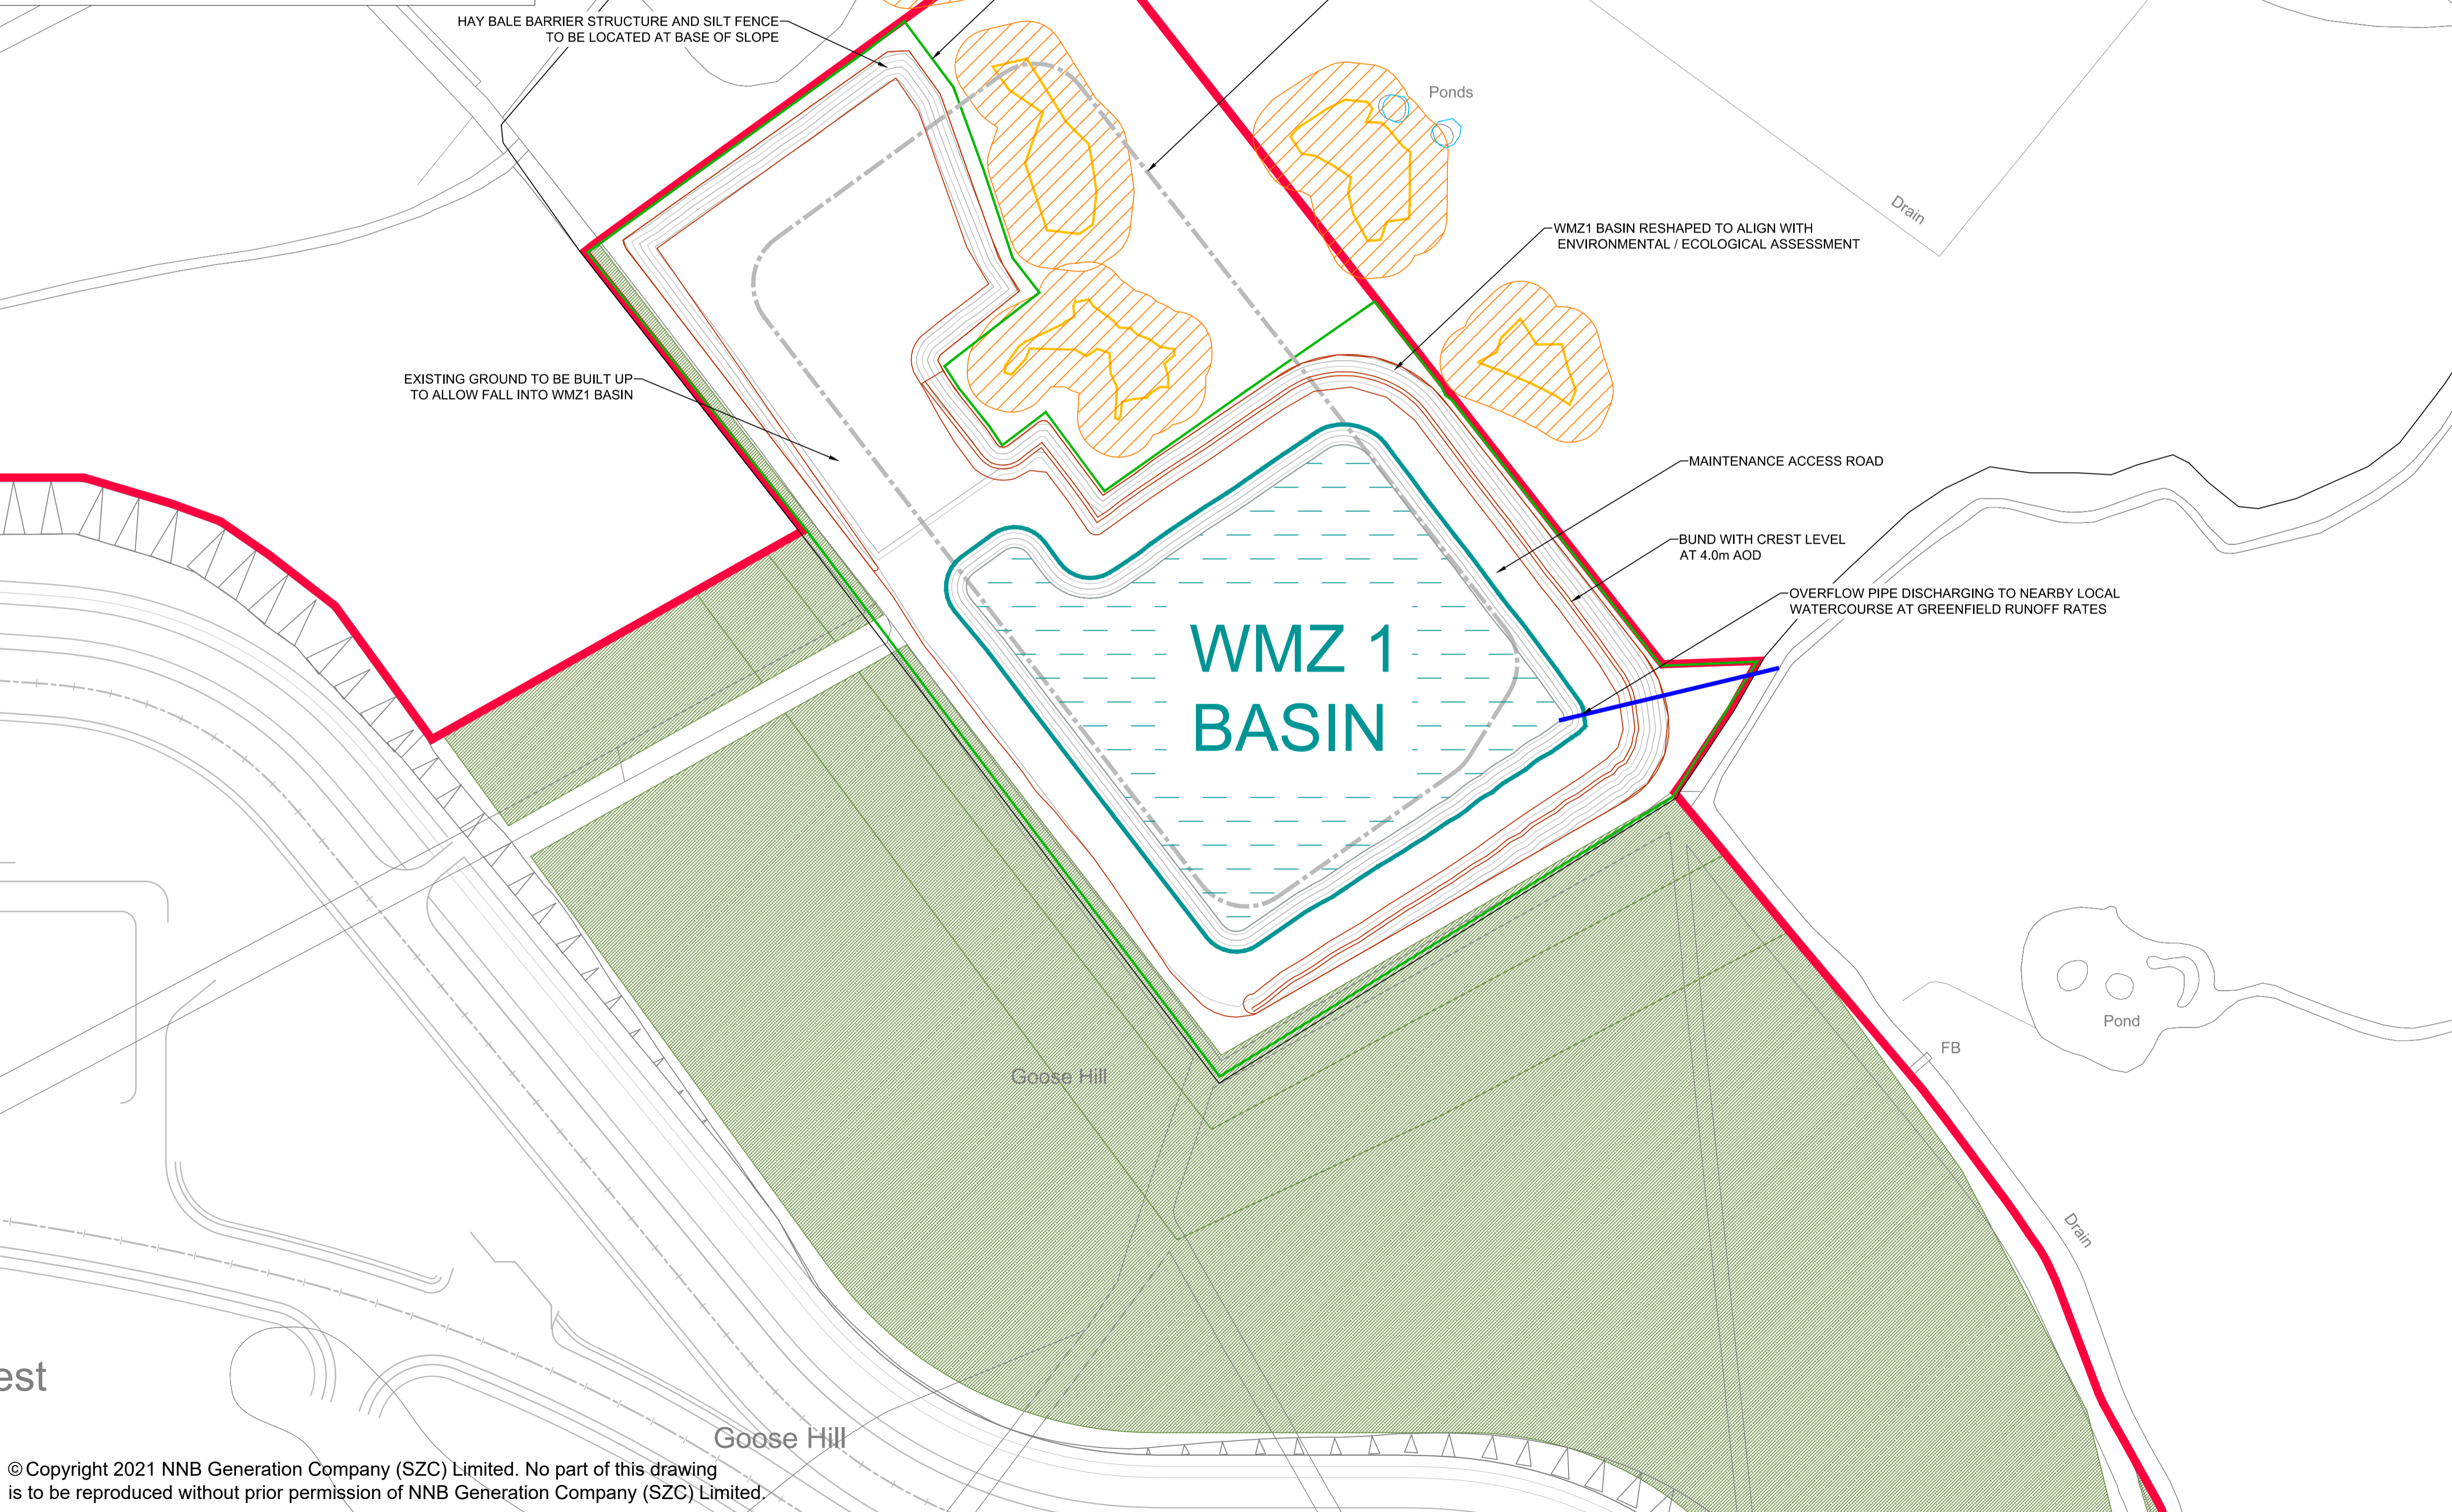 HAY BALE BARRIER STRUCTURE AND SILT FENCE
TO BE LOCATED AT BASE OF SLOPE
Ponds
Drain
WMZ1 BASIN RESHAPED TO ALIGN WITH
ENVIRONMENTAL / ECOLOGICAL ASSESSMENT
EXISTING GROUND TO BE BUILT UP
TO ALLOW FALL INTO WMZ1 BASIN
MAINTENANCE ACCESS ROAD
BUND WITH CREST LEVEL
AT 4.0m AOD
OVERFLOW PIPE DISCHARGING TO NEARBY LOCAL
WATERCOURSE AT GREENFIELD RUNOFF RATES
WMZ 1
BASIN
Pond
FB
Goose Hill
Drain
est
Goose Hill
© Copyright 2021 NNB Generation Company (SZC) Limited. No part of this drawing
is to be reproduced without prior permission of NNB Generation Company (SZC) Limited.